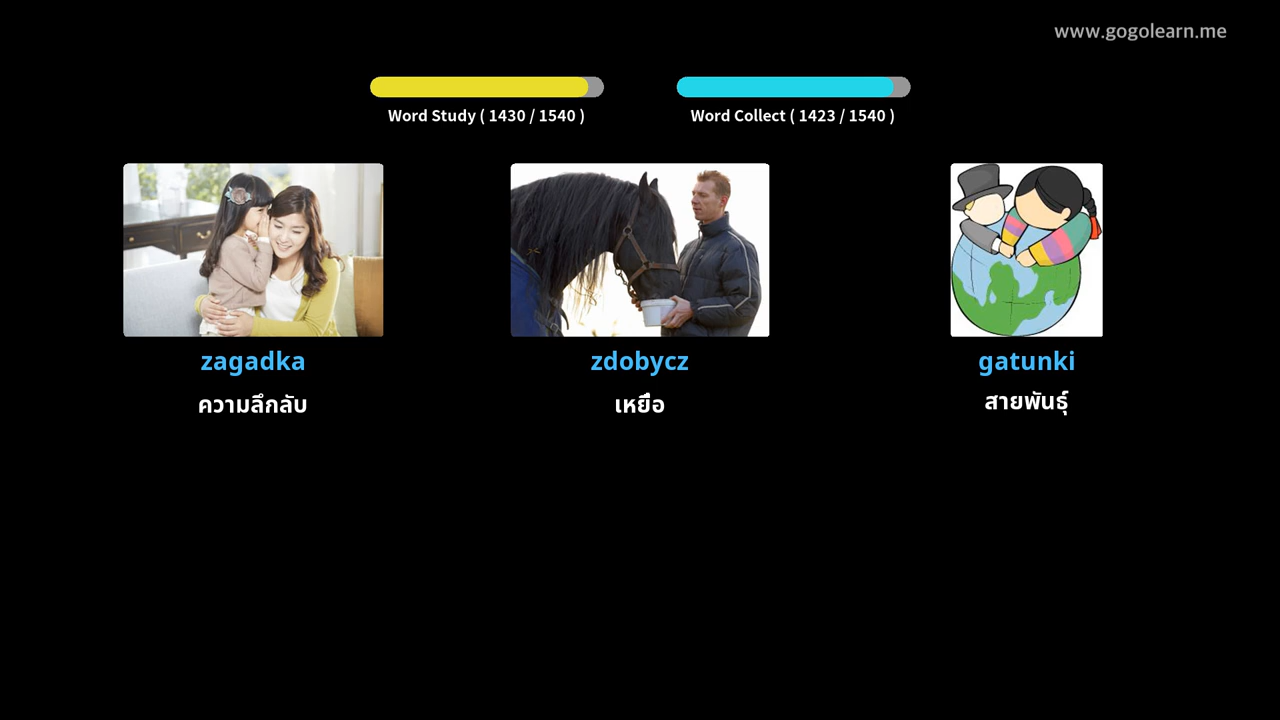 www.gogolearn.me
Word Study ( 1430 / 1540 )
Word Collect ( 1423 / 1540 )
zagadka
zdobycz
gatunki
ความลึกลับ
เหยื่อ
สายพันธุ์